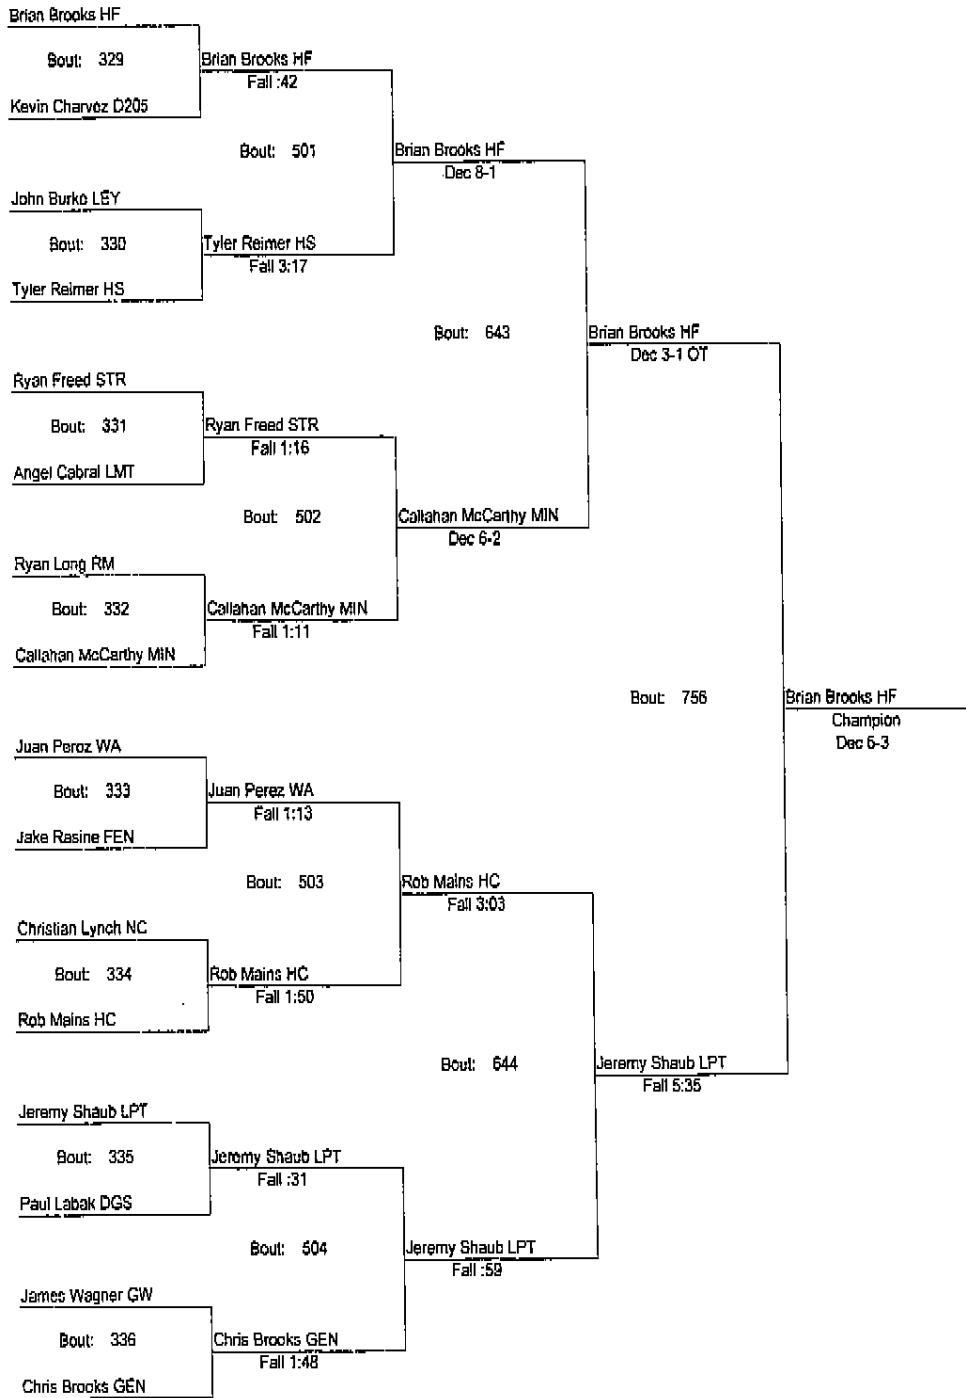 Brian Brooks HF
Bout: 329
Brian Brooks HF
Fall :42
Kevin Charvoz D205
Bout: 501
Brian Brooks HF
Dec 8-1
John Burko LEY
Bout: 330
Tyler Reimer HS
Fall 3:17
Tyler Reimer HS
Bout: 643
Brian Brooks HF
Dec 3-1 OT
Ryan Freed STR
Bout: 331
Ryan Freed STR
Fall 1:16
Angel Cabral LMT
Bout: 502
Callahan McCarthy MIN
Dec 6-2
Ryan Long RM
Bout: 332
Callahan McCarthy MIN
Fall 1:11
Callahan McCarthy MIN
Bout: 756
Brian Brooks HF
Champion
Dec 5-3
Juan Peroz WA
Bout: 333
Juan Perez WA
Fall 1:13
Jake Rasine FEN
Bout: 503
Rob Mains HC
Fall 3:03
Christian Lynch NC
Bout: 334
Rob Mains HC
Fall 1:50
Rob Mains HC
Bout: 644
Jeremy Shaub LPT
Fall 5:35
Jeremy Shaub LPT
Bout: 335
Jeremy Shaub LPT
Fall :31
Paul Labak DGS
Bout: 504
Jeremy Shaub LPT
Fall :59
James Wagner GW
Bout: 336
Chris Brooks GEN
Fall 1:48
Chris Brooks GEN